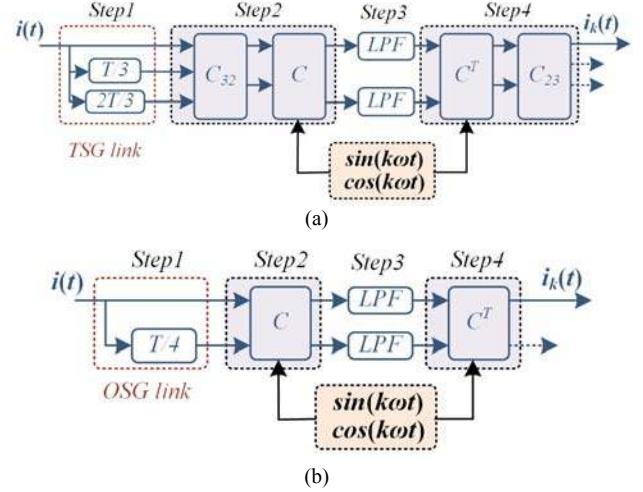 Step1 Step2 Step3 Step4
i(t) i_k(t)
T/3
2T/3
C_32 C LPF LPF C^T C_23
TSG link
sin(kωt)
cos(kωt)
(a)
Step1 Step2 Step3 Step4
i(t) i_k(t)
T/4
C LPF LPF C^T
OSG link
sin(kωt)
cos(kωt)
(b)